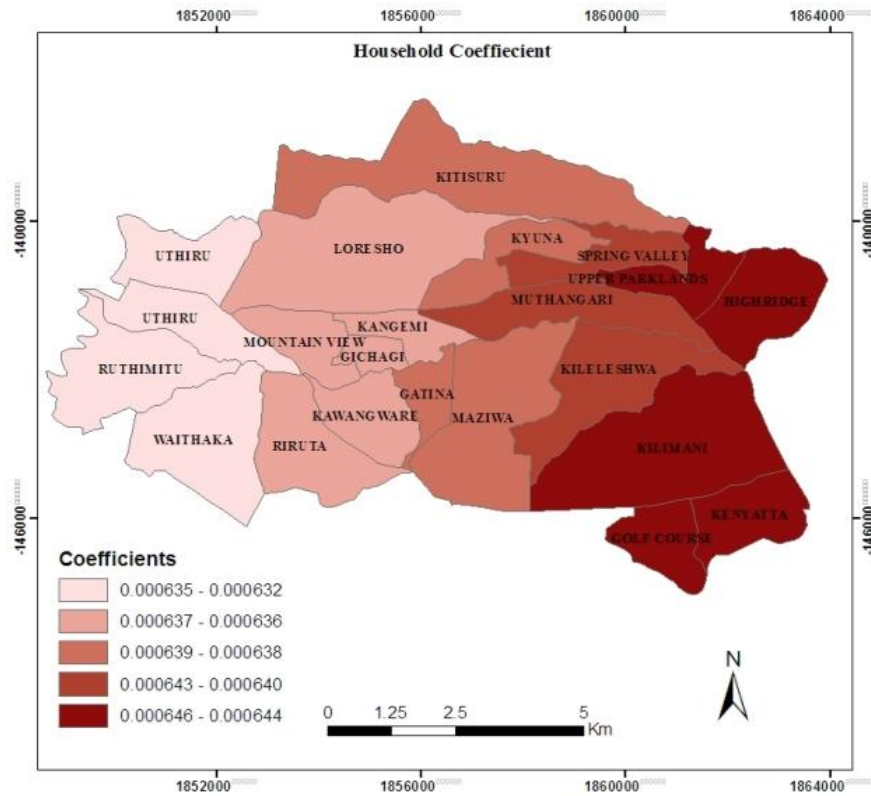 1852000 1856000 1860000 1864000
Household Coeffiecient
KITISURU
-140000
-140000
KYUNA
LORESHO
UTHIRU
SPRING VALLEY
UPPER PARKLANDS
MUTHANGARI
HIGHRIDGE
UTHIRU
KANGEMI
MOUNTAIN VIEW
GICHAGI
RUTHIMITU
KILELESHWA
GATINA
KAWANGWARE
MAZIWA
WAITHAKA
RIRUTA
KILIMANI
-146000
-146000
KENYATTA
GOLF COURSE
Coefficients
0.000635 - 0.000632
0.000637 - 0.000636
0.000639 - 0.000638
0.000643 - 0.000640
0.000646 - 0.000644
N
0 1.25 2.5 5
Km
1852000 1856000 1860000 1864000